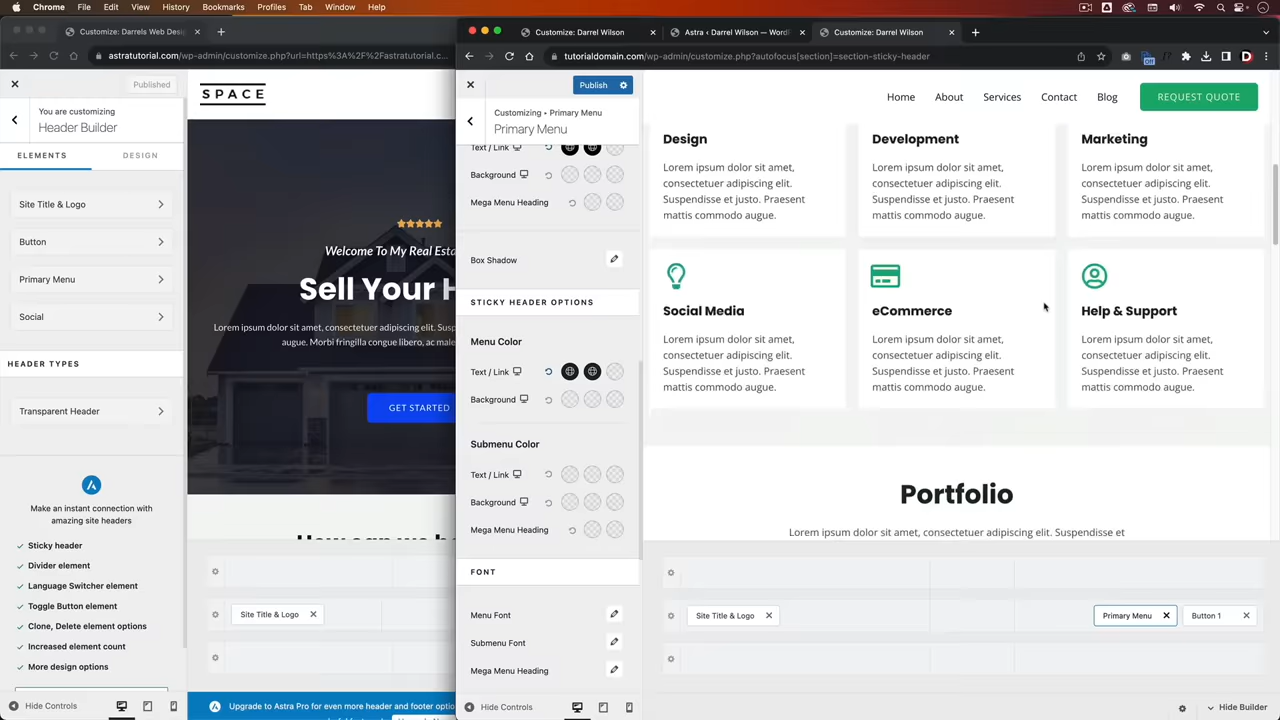 Chrome File Edit View History Bookmarks Profiles Tab Window Help
Customize: Darrels Web Desi
astratutorial.com/wp-admin/customize.php?url=https%3A%2F%2Fastratutorial.c...
Published
You are customizing
Header Builder
ELEMENTS DESIGN
Site Title & Logo
Button
Primary Menu
Social
HEADER TYPES
Transparent Header
Make an instant connection with
amazing site headers
Sticky header
Divider element
Language Switcher element
Toggle Button element
Clone, Delete element options
Increased element count
More design options
Hide Controls
SPACE
Welcome To My Real Esta
Sell Your H
Lorem ipsum dolor sit amet, consectetuer adipiscing elit. Susp
augue. Morbi fringilla congue libero, ac male
GET STARTED
How can we he
Site Title & Logo
Upgrade to Astra Pro for even more header and footer optio
Customize: Darrel Wilson
Astra ‹ Darrel Wilson — WordP
Customize: Darrel Wilson
tutorialdomain.com/wp-admin/customize.php?autofocus[section]=section-sticky-header
Publish
Customizing • Primary Menu
Primary Menu
Text / Link
Background
Mega Menu Heading
Box Shadow
STICKY HEADER OPTIONS
Menu Color
Text / Link
Background
Submenu Color
Text / Link
Background
Mega Menu Heading
FONT
Menu Font
Submenu Font
Mega Menu Heading
Hide Controls
Home About Services Contact Blog REQUEST QUOTE
Design
Lorem ipsum dolor sit amet,
consectetuer adipiscing elit.
Suspendisse et justo. Praesent
mattis commodo augue.
Development
Lorem ipsum dolor sit amet,
consectetuer adipiscing elit.
Suspendisse et justo. Praesent
mattis commodo augue.
Marketing
Lorem ipsum dolor sit amet,
consectetuer adipiscing elit.
Suspendisse et justo. Praesent
mattis commodo augue.
Social Media
Lorem ipsum dolor sit amet,
consectetuer adipiscing elit.
Suspendisse et justo. Praesent
mattis commodo augue.
eCommerce
Lorem ipsum dolor sit amet,
consectetuer adipiscing elit.
Suspendisse et justo. Praesent
mattis commodo augue.
Help & Support
Lorem ipsum dolor sit amet,
consectetuer adipiscing elit.
Suspendisse et justo. Praesent
mattis commodo augue.
Portfolio
Lorem ipsum dolor sit amet, consectetuer adipiscing elit. Suspendisse et
Site Title & Logo Primary Menu Button 1
Hide Builder